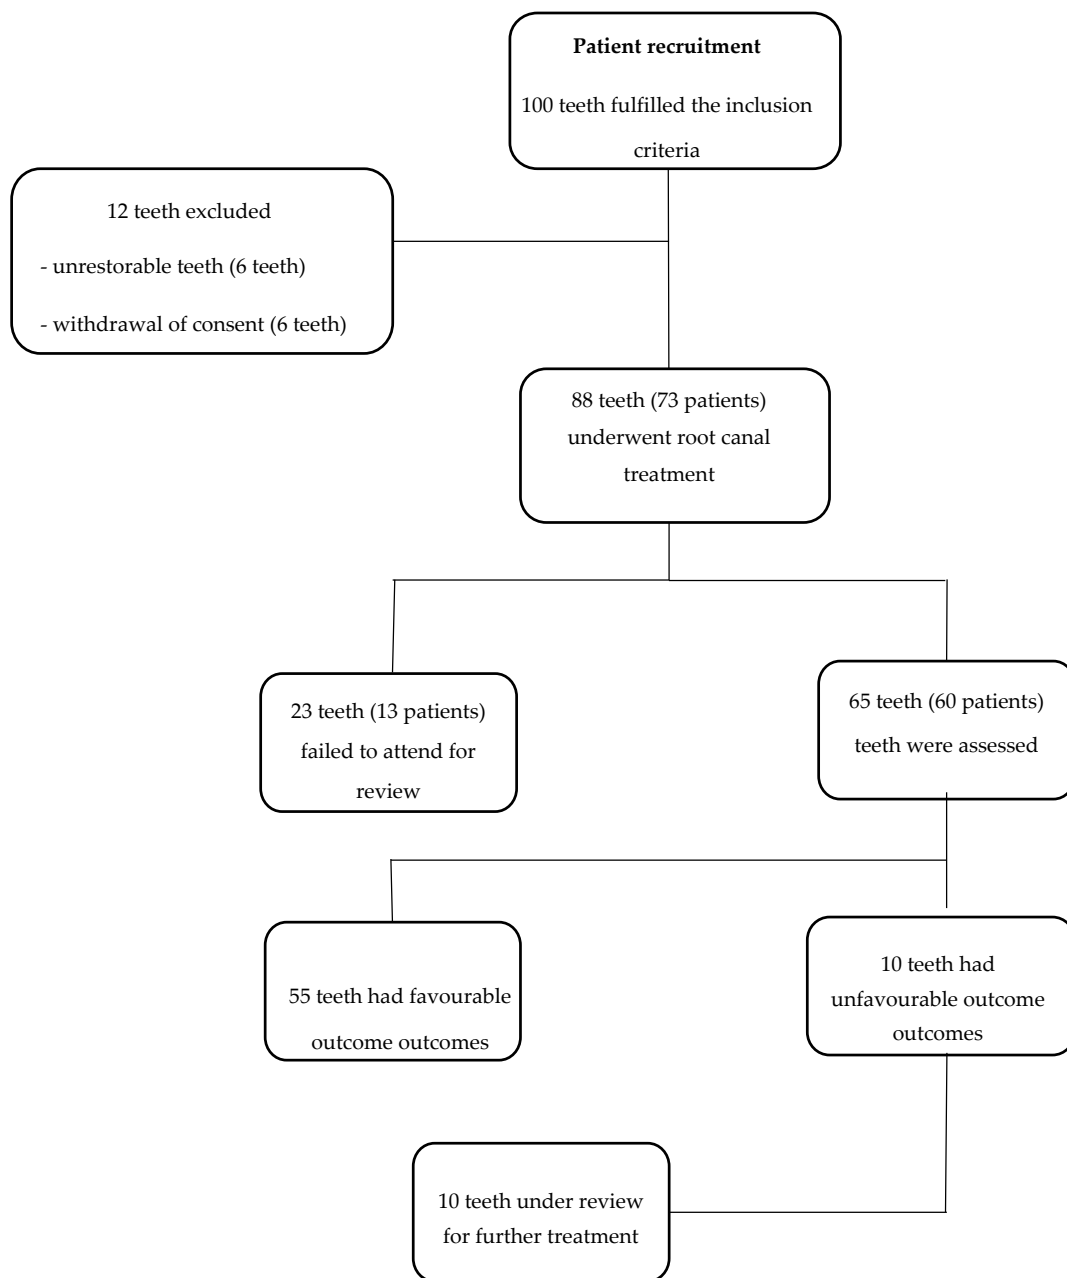 Patient recruitment
100 teeth fulfilled the inclusion
criteria
12 teeth excluded
- unrestorable teeth (6 teeth)
- withdrawal of consent (6 teeth)
88 teeth (73 patients)
underwent root canal
treatment
23 teeth (13 patients)
failed to attend for
review
65 teeth (60 patients)
teeth were assessed
55 teeth had favourable
outcome outcomes
10 teeth had
unfavourable outcome
outcomes
10 teeth under review
for further treatment